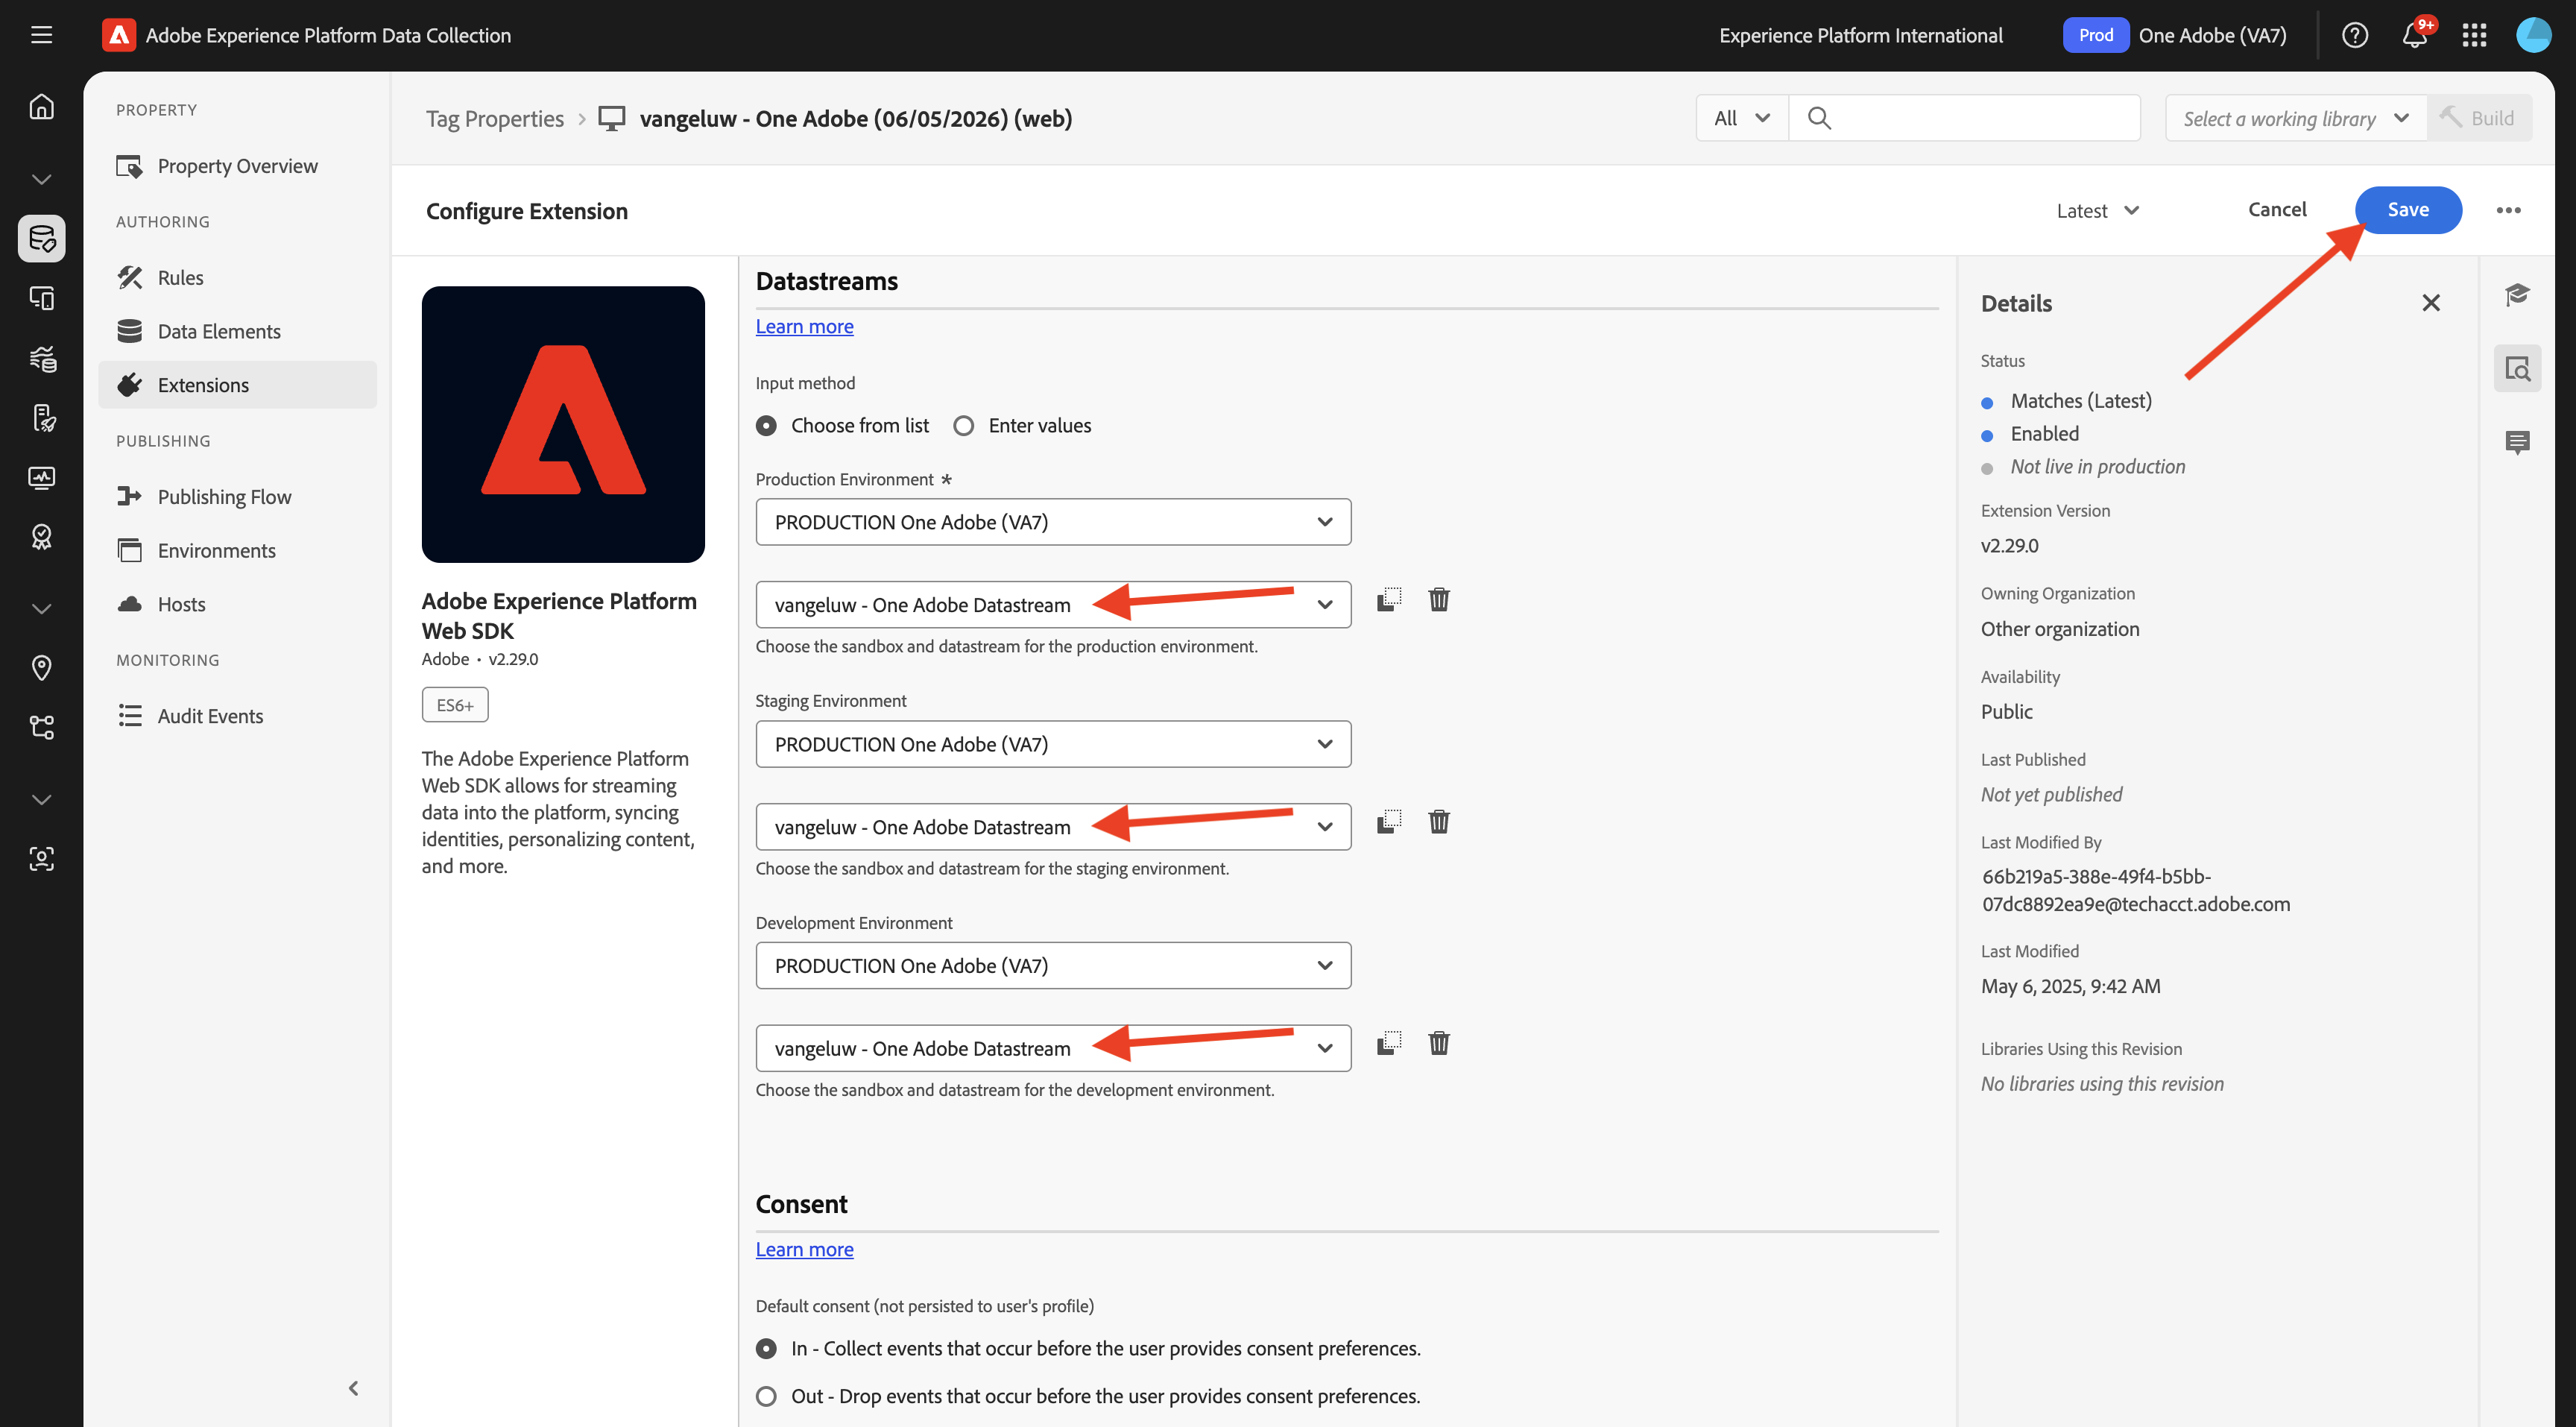 Adobe Experience Platform Data Collection
Experience Platform International
Prod
One Adobe (VA7)
9+
PROPERTY
Property Overview
AUTHORING
Rules
Data Elements
Extensions
PUBLISHING
Publishing Flow
Environments
Hosts
MONITORING
Audit Events
Tag Properties
vangeluw - One Adobe (06/05/2026) (web)
All
Select a working library
Build
Configure Extension
Latest
Cancel
Save
Adobe Experience Platform
Web SDK
Adobe • v2.29.0
ES6+
The Adobe Experience Platform
Web SDK allows for streaming
data into the platform, syncing
identities, personalizing content,
and more.
Datastreams
Learn more
Input method
Choose from list
Enter values
Production Environment *
PRODUCTION One Adobe (VA7)
vangeluw - One Adobe Datastream
Choose the sandbox and datastream for the production environment.
Staging Environment
PRODUCTION One Adobe (VA7)
vangeluw - One Adobe Datastream
Choose the sandbox and datastream for the staging environment.
Development Environment
PRODUCTION One Adobe (VA7)
vangeluw - One Adobe Datastream
Choose the sandbox and datastream for the development environment.
Consent
Learn more
Default consent (not persisted to user's profile)
In - Collect events that occur before the user provides consent preferences.
Out - Drop events that occur before the user provides consent preferences.
Details
Status
Matches (Latest)
Enabled
Not live in production
Extension Version
v2.29.0
Owning Organization
Other organization
Availability
Public
Last Published
Not yet published
Last Modified By
66b219a5-388e-49f4-b5bb-
07dc8892ea9e@techacct.adobe.com
Last Modified
May 6, 2025, 9:42 AM
Libraries Using this Revision
No libraries using this revision